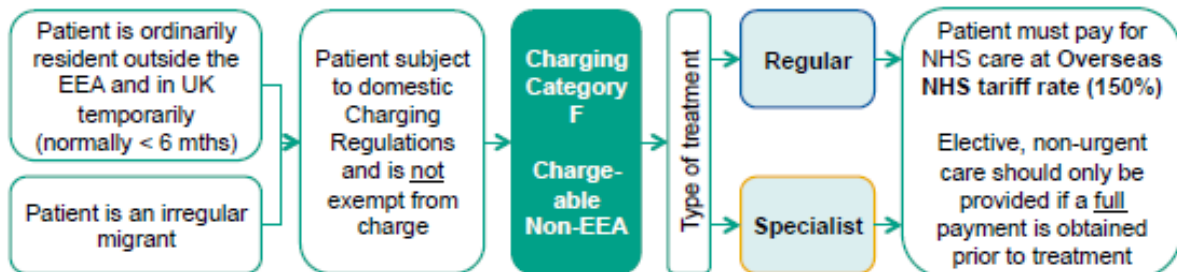 Patient is ordinarily
resident outside the
EEA and in UK
temporarily
(normally < 6 mths)
Patient is an irregular
migrant
Patient subject
to domestic
Charging
Regulations
and is not
exempt from
charge
Charging
Category
F
Charge-
able
Non-EEA
Type of treatment
Regular
Specialist
Patient must pay for
NHS care at Overseas
NHS tariff rate (150%)
Elective, non-urgent
care should only be
provided if a full
payment is obtained
prior to treatment